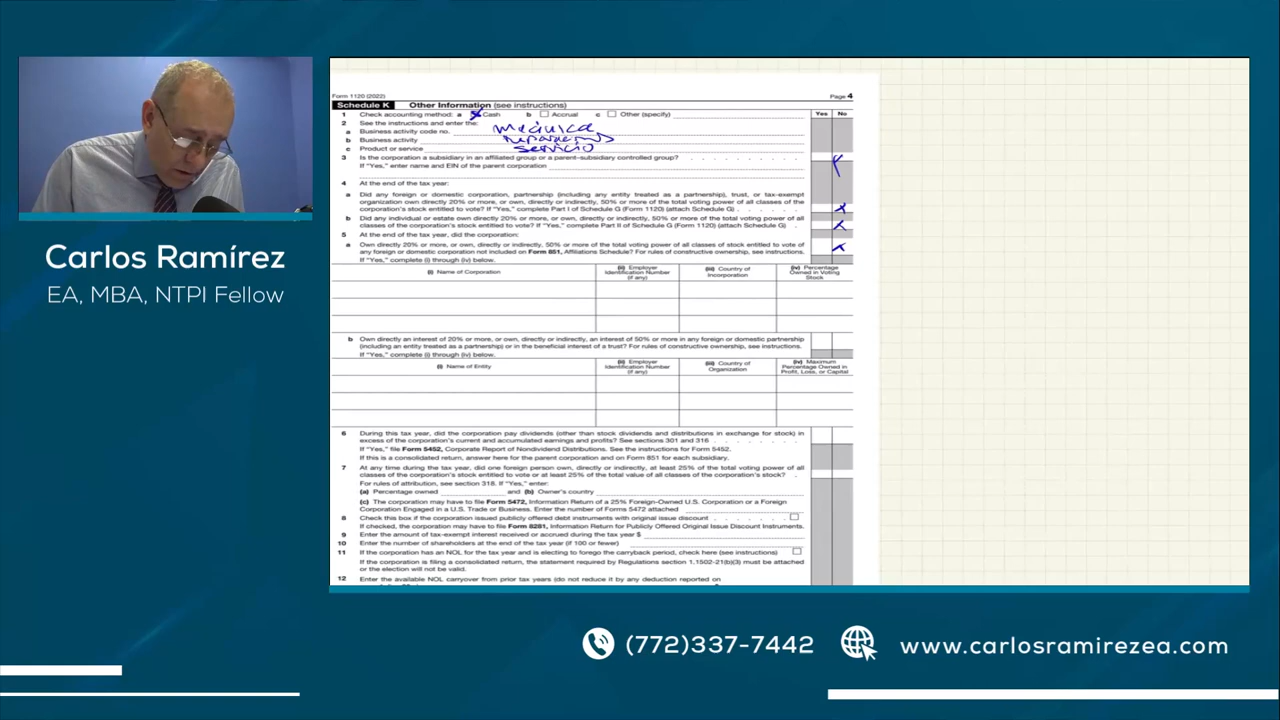 Form 1120 (2022)
Page 4
Schedule K Other Information (see instructions)
1 Check accounting method: a Cash b Accrual c Other (specify)
Yes No
2 See the instructions and enter the:
a Business activity code no.
Mecánica
b Business activity
reparaciones
c Product or service
servicio
3 Is the corporation a subsidiary in an affiliated group or a parent–subsidiary controlled group?
If "Yes," enter name and EIN of the parent corporation
4 At the end of the tax year:
a Did any foreign or domestic corporation, partnership (including any entity treated as a partnership), trust, or tax-exempt
organization own directly 20% or more, or own, directly or indirectly, 50% or more of the total voting power of all classes of the
corporation's stock entitled to vote? If "Yes," complete Part I of Schedule G (Form 1120) (attach Schedule G)
b Did any individual or estate own directly 20% or more, or own, directly or indirectly, 50% or more of the total voting power of all
classes of the corporation's stock entitled to vote? If "Yes," complete Part II of Schedule G (Form 1120) (attach Schedule G)
5 At the end of the tax year, did the corporation:
a Own directly 20% or more, or own, directly or indirectly, 50% or more of the total voting power of all classes of stock entitled to vote of
any foreign or domestic corporation not included on Form 851, Affiliations Schedule? For rules of constructive ownership, see instructions.
If "Yes," complete (i) through (iv) below.
(i) Name of Corporation
(ii) Employer
Identification Number
(if any)
(iii) Country of
Incorporation
(iv) Percentage
Owned in Voting
Stock
b Own directly an interest of 20% or more, or own, directly or indirectly, an interest of 50% or more in any foreign or domestic partnership
(including an entity treated as a partnership) or in the beneficial interest of a trust? For rules of constructive ownership, see instructions.
If "Yes," complete (i) through (iv) below.
(i) Name of Entity
(ii) Employer
Identification Number
(if any)
(iii) Country of
Organization
(iv) Maximum
Percentage Owned in
Profit, Loss, or Capital
6 During this tax year, did the corporation pay dividends (other than stock dividends and distributions in exchange for stock) in
excess of the corporation's current and accumulated earnings and profits? See sections 301 and 316
If "Yes," file Form 5452, Corporate Report of Nondividend Distributions. See the instructions for Form 5452.
If this is a consolidated return, answer here for the parent corporation and on Form 851 for each subsidiary.
7 At any time during the tax year, did one foreign person own, directly or indirectly, at least 25% of the total voting power of all
classes of the corporation's stock entitled to vote or at least 25% of the total value of all classes of the corporation's stock?
For rules of attribution, see section 318. If "Yes," enter:
(a) Percentage owned and (b) Owner's country
(c) The corporation may have to file Form 5472, Information Return of a 25% Foreign-Owned U.S. Corporation or a Foreign
Corporation Engaged in a U.S. Trade or Business. Enter the number of Forms 5472 attached
8 Check this box if the corporation issued publicly offered debt instruments with original issue discount
If checked, the corporation may have to file Form 8281, Information Return for Publicly Offered Original Issue Discount Instruments.
9 Enter the amount of tax-exempt interest received or accrued during the tax year $
10 Enter the number of shareholders at the end of the tax year (if 100 or fewer)
11 If the corporation has an NOL for the tax year and is electing to forego the carryback period, check here (see instructions)
If the corporation is filing a consolidated return, the statement required by Regulations section 1.1502-21(b)(3) must be attached
or the election will not be valid.
12 Enter the available NOL carryover from prior tax years (do not reduce it by any deduction reported on
Carlos Ramírez
EA, MBA, NTPI Fellow
(772)337-7442
www.carlosramirezea.com